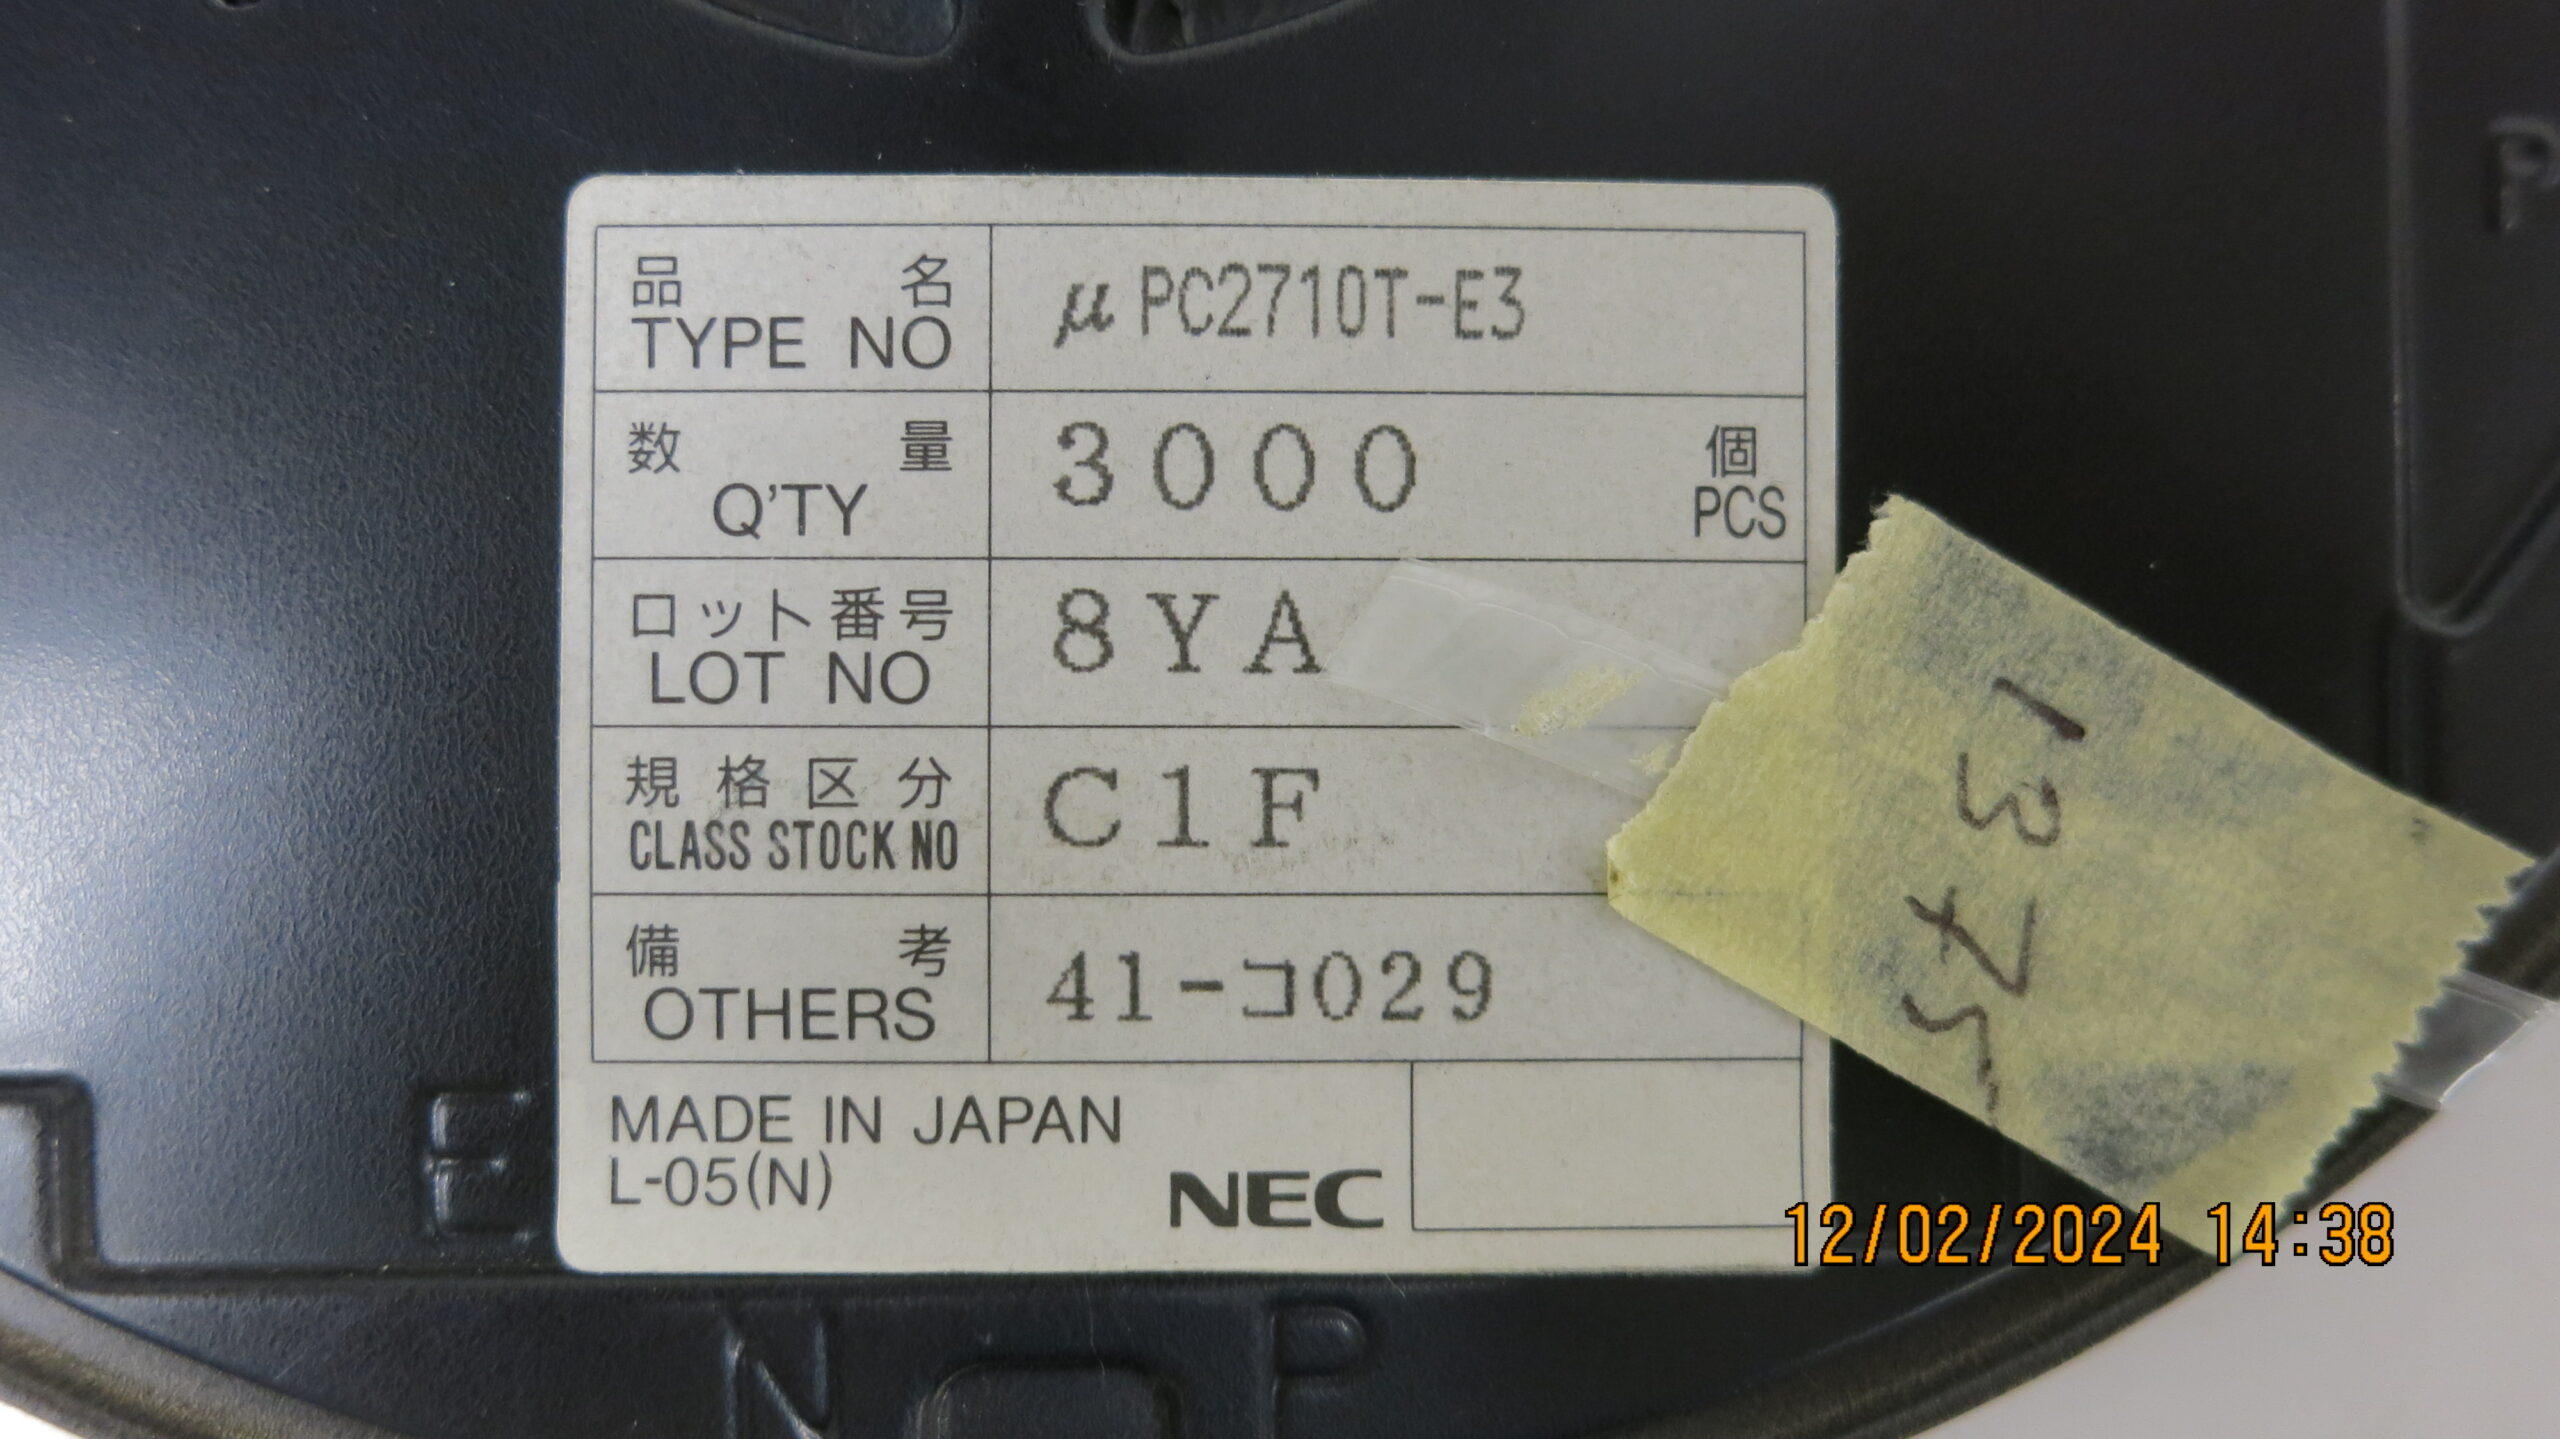 品名
TYPE NO
μPC2710T-E3
数量
Q'TY
3000
個
PCS
ロット番号
LOT NO
8YA
規格区分
CLASS STOCK NO
C1F
備考
OTHERS
41-コ029
MADE IN JAPAN
L-05(N)
NEC
1375
12/02/2024 14:38
E
N
P
P